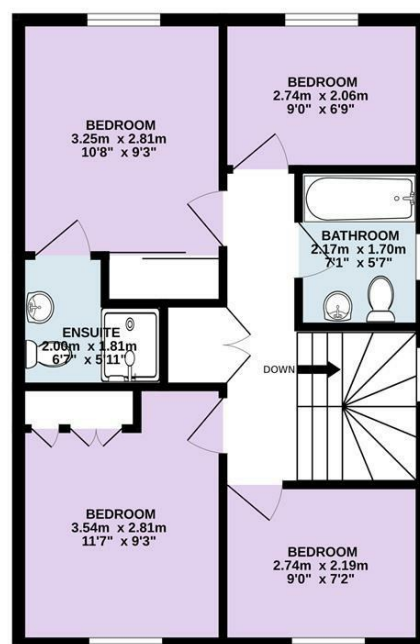 BEDROOM
3.25m x 2.81m
10'8" x 9'3"
BEDROOM
2.74m x 2.06m
9'0" x 6'9"
BATHROOM
2.17m x 1.70m
7'1" x 5'7"
ENSUITE
2.00m x 1.81m
6'7" x 5'11"
DOWN
BEDROOM
3.54m x 2.81m
11'7" x 9'3"
BEDROOM
2.74m x 2.19m
9'0" x 7'2"